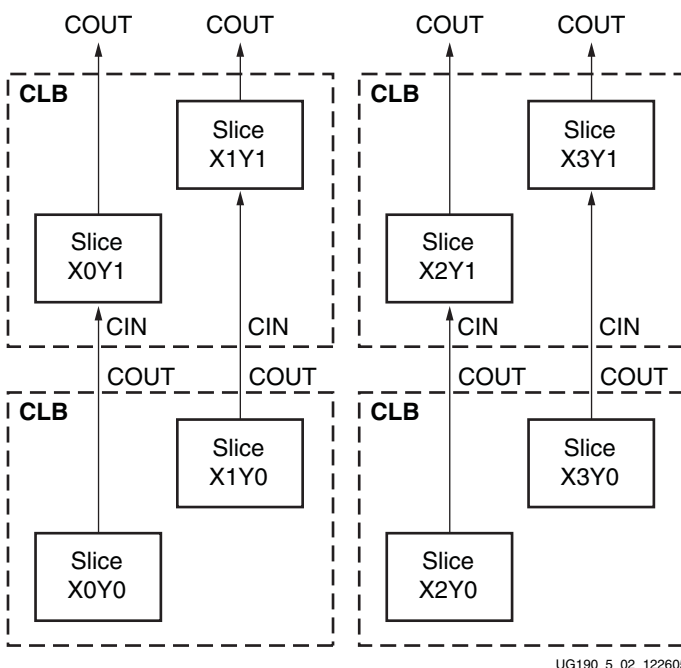 COUT COUT COUT COUT
CLB CLB
Slice
X1Y1
Slice
X3Y1
Slice
X0Y1
Slice
X2Y1
CIN CIN CIN CIN
COUT COUT COUT COUT
CLB CLB
Slice
X1Y0
Slice
X3Y0
Slice
X0Y0
Slice
X2Y0